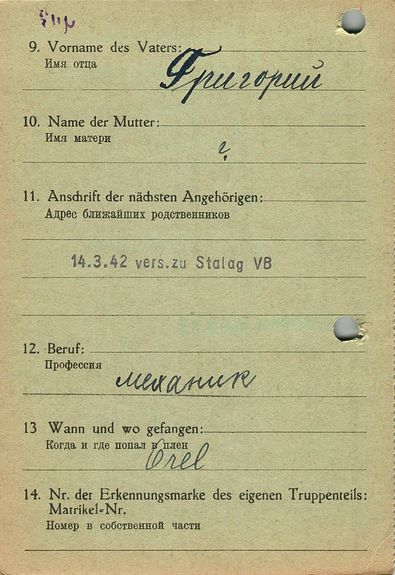 9. Vorname des Vaters:
Имя отца
Григорий
10. Name der Mutter:
Имя матери
?
11. Anschrift der nächsten Angehörigen:
Адрес ближайших родственников
14.3.42 vers.zu Stalag VB
12. Beruf:
Профессия
механик
13 Wann und wo gefangen:
Когда и где попал в плен
Orel
14. Nr. der Erkennungsmarke des eigenen Truppenteils:
Matrikel-Nr.
Номер в собственной части